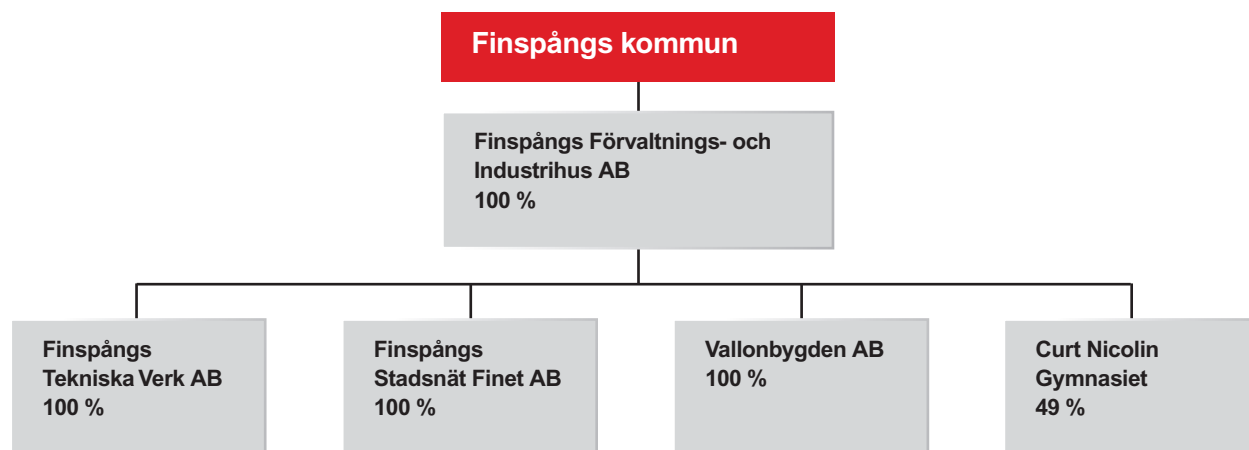 Finspångs kommun
Finspångs Förvaltnings- och
Industrihus AB
100 %
Finspångs
Tekniska Verk AB
100 %
Finspångs
Stadsnät Finet AB
100 %
Vallonbygden AB
100 %
Curt Nicolin
Gymnasiet
49 %